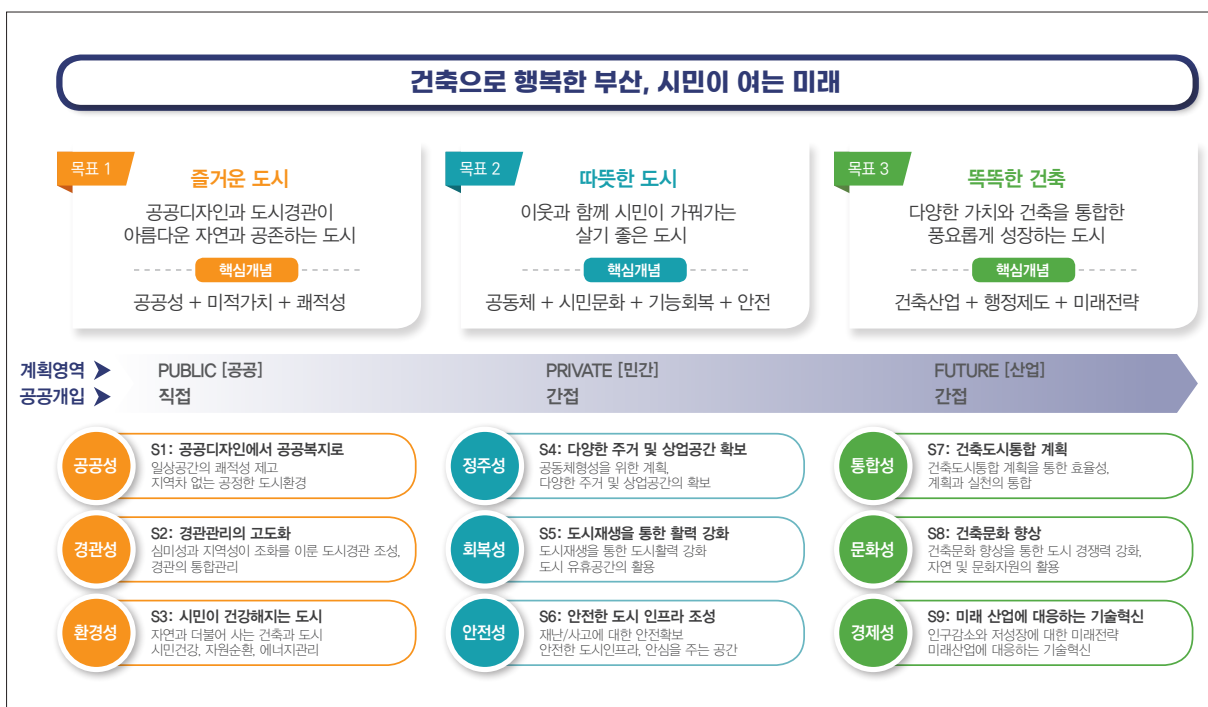 건축으로 행복한 부산, 시민이 여는 미래
목표 1
즐거운 도시
공공디자인과 도시경관이
아름다운 자연과 공존하는 도시
핵심개념
공공성 + 미적가치 + 쾌적성
목표 2
따뜻한 도시
이웃과 함께 시민이 가꿔가는
살기 좋은 도시
핵심개념
공동체 + 시민문화 + 기능회복 + 안전
목표 3
똑똑한 건축
다양한 가치와 건축을 통합한
풍요롭게 성장하는 도시
핵심개념
건축산업 + 행정제도 + 미래전략
계획영역 PUBLIC [공공] PRIVATE [민간] FUTURE [산업]
공공개입 직접 간접 간접
공공성
S1: 공공디자인에서 공공복지로
일상공간의 쾌적성 제고
지역차 없는 공정한 도시환경
경관성
S2: 경관관리의 고도화
심미성과 지역성이 조화를 이룬 도시경관 조성,
경관의 통합관리
환경성
S3: 시민이 건강해지는 도시
자연과 더불어 사는 건축과 도시
시민건강, 자원순환, 에너지관리
정주성
S4: 다양한 주거 및 상업공간 확보
공동체형성을 위한 계획,
다양한 주거 및 상업공간의 확보
회복성
S5: 도시재생을 통한 활력 강화
도시재생을 통한 도시활력 강화
도시 유휴공간의 활용
안전성
S6: 안전한 도시 인프라 조성
재난/사고에 대한 안전확보
안전한 도시인프라, 안심을 주는 공간
통합성
S7: 건축도시통합 계획
건축도시통합 계획을 통한 효율성,
계획과 실천의 통합
문화성
S8: 건축문화 향상
건축문화 향상을 통한 도시 경쟁력 강화,
자연 및 문화자원의 활용
경제성
S9: 미래 산업에 대응하는 기술혁신
인구감소와 저성장에 대한 미래전략
미래산업에 대응하는 기술혁신